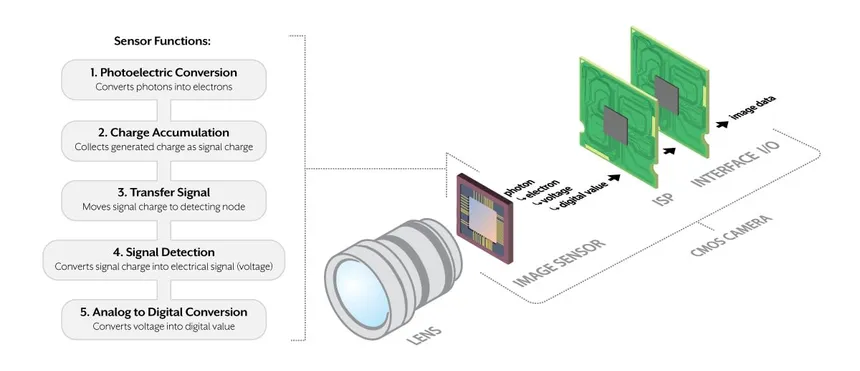 Sensor Functions:
1. Photoelectric Conversion
Converts photons into electrons
2. Charge Accumulation
Collects generated charge as signal charge
3. Transfer Signal
Moves signal charge to detecting node
4. Signal Detection
Converts signal charge into electrical signal (voltage)
5. Analog to Digital Conversion
Converts voltage into digital value
LENS
IMAGE SENSOR
photon
↳ electron
↳ voltage
↳ digital value
ISP
INTERFACE I/O
image data
CMOS CAMERA